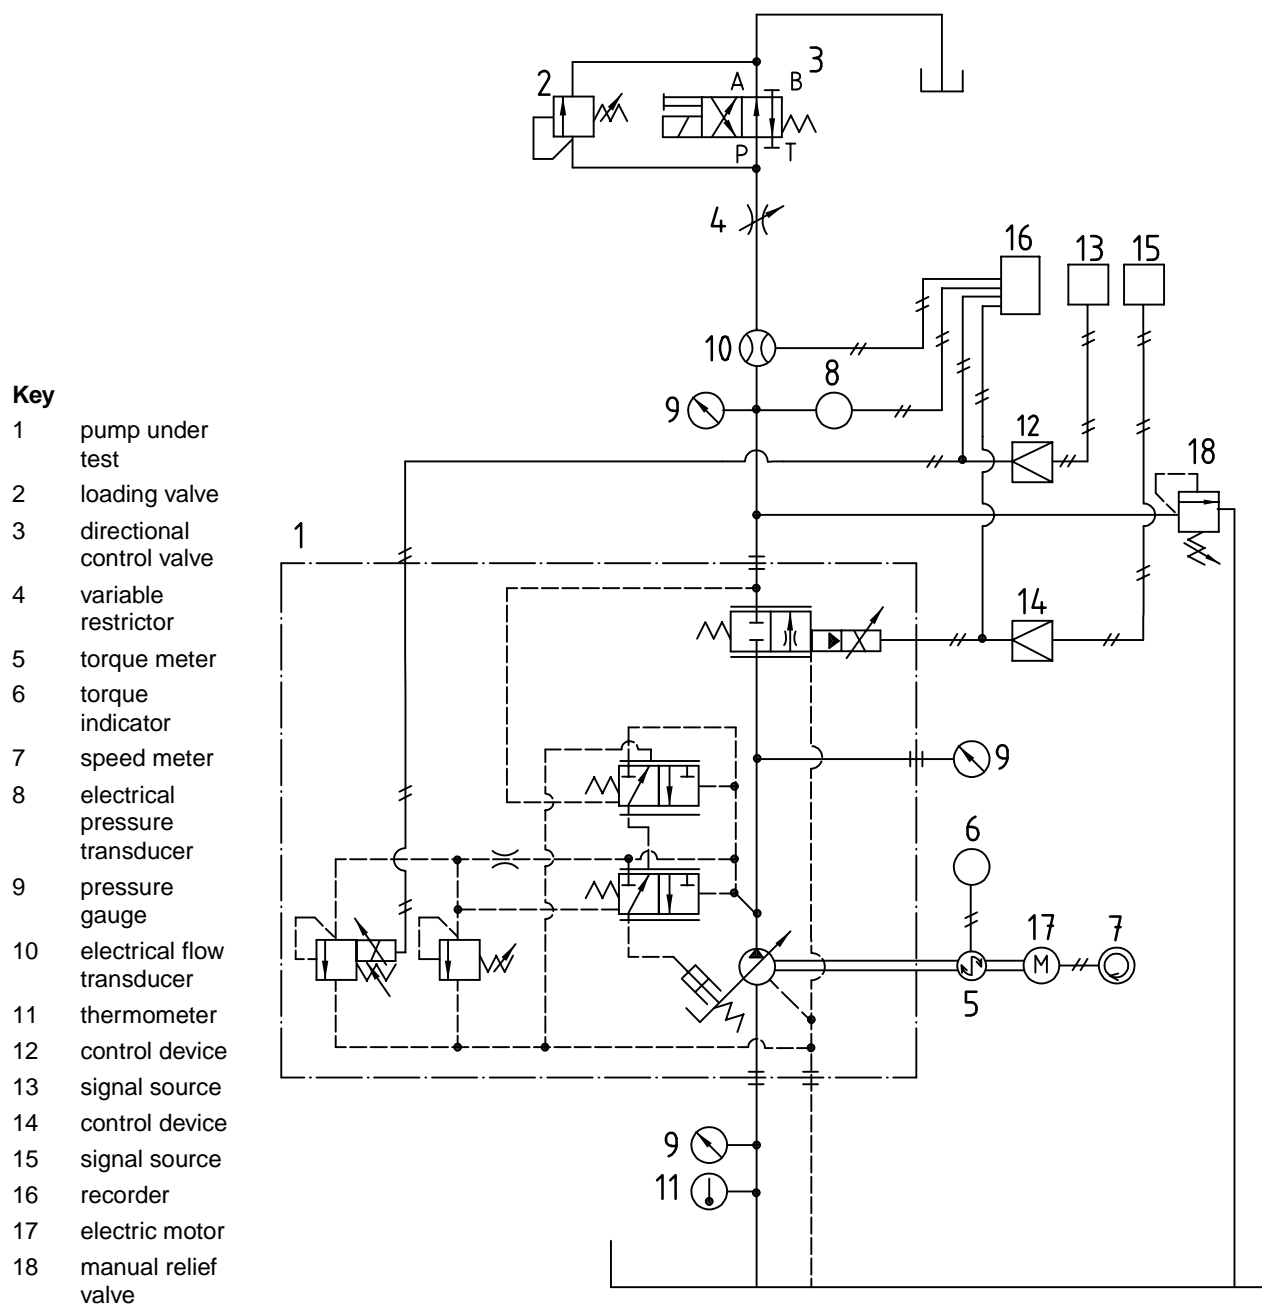 Key
1 pump under
test
2 loading valve
3 directional
control valve
4 variable
restrictor
5 torque meter
6 torque
indicator
7 speed meter
8 electrical
pressure
transducer
9 pressure
gauge
10 electrical flow
transducer
11 thermometer
12 control device
13 signal source
14 control device
15 signal source
16 recorder
17 electric motor
18 manual relief
valve
3
2
A B
P T
4
16 13 15
10
8
9
12
18
1
14
9
6
17 7
M
5
9
11